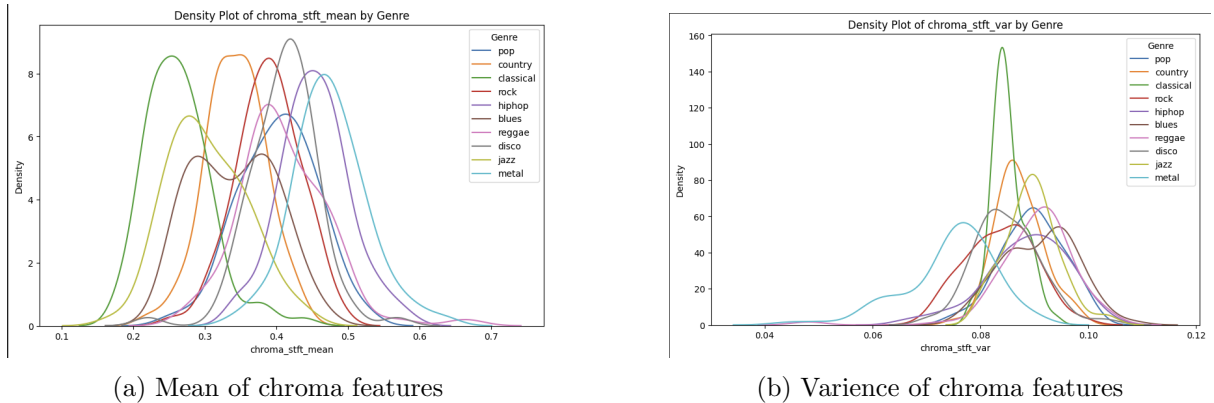 Density Plot of chroma_stft_mean by Genre
Genre
pop
country
classical
rock
hiphop
blues
reggae
disco
jazz
metal
8
6
4
2
0
Density
0.1 0.2 0.3 0.4 0.5 0.6 0.7
chroma_stft_mean
(a) Mean of chroma features
Density Plot of chroma_stft_var by Genre
Genre
pop
country
classical
rock
hiphop
blues
reggae
disco
jazz
metal
160
140
120
100
80
60
40
20
0
Density
0.04 0.06 0.08 0.10 0.12
chroma_stft_var
(b) Varience of chroma features